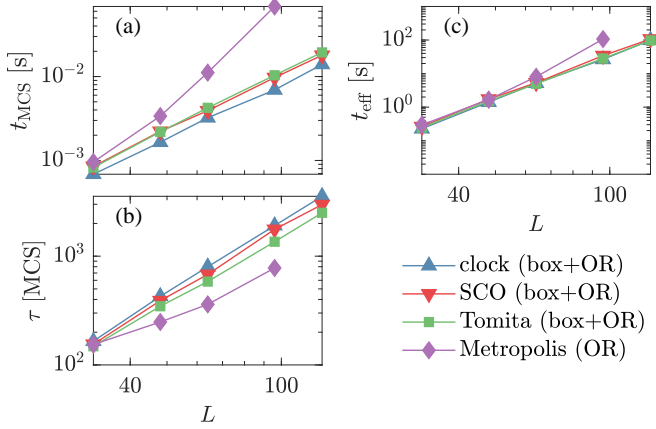 (a)
t_MCS [s]
10^-2
10^-3
(b)
τ [MCS]
10^3
10^2
40
100
L
(c)
t_eff [s]
10^2
10^0
40
100
L
clock (box+OR)
SCO (box+OR)
Tomita (box+OR)
Metropolis (OR)